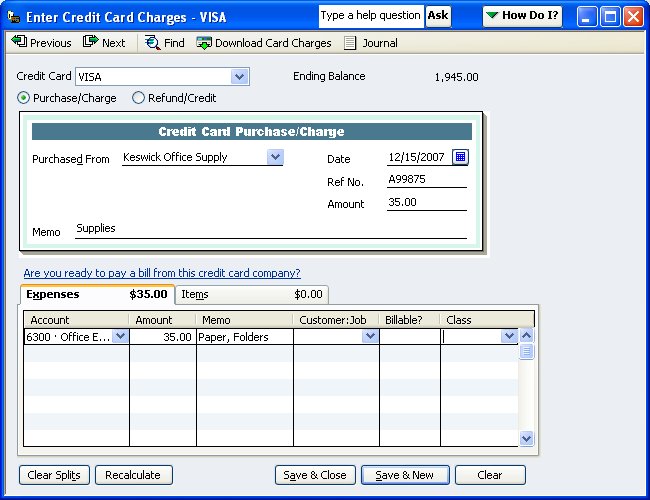 Enter Credit Card Charges - VISA Type a help question Ask How Do I?
Previous Next Find Download Card Charges Journal
Credit Card VISA Ending Balance 1,945.00
Purchase/Charge Refund/Credit
Credit Card Purchase/Charge
Purchased From Keswick Office Supply Date 12/15/2007
Ref No. A99875
Amount 35.00
Memo Supplies
Are you ready to pay a bill from this credit card company?
Expenses $35.00 Items $0.00
Account Amount Memo Customer:Job Billable? Class
6300 · Office E... 35.00 Paper, Folders
Clear Splits Recalculate Save & Close Save & New Clear